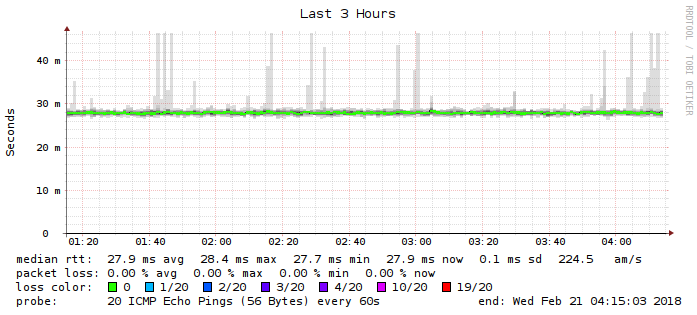 Last 3 Hours
RRDTOOL / TOBI OETIKER
Seconds
40 m
30 m
20 m
10 m
0
01:20 01:40 02:00 02:20 02:40 03:00 03:20 03:40 04:00
median rtt: 27.9 ms avg 28.4 ms max 27.7 ms min 27.9 ms now 0.1 ms sd 224.5 am/s
packet loss: 0.00 % avg 0.00 % max 0.00 % min 0.00 % now
loss color: 0 1/20 2/20 3/20 4/20 10/20 19/20
probe: 20 ICMP Echo Pings (56 Bytes) every 60s end: Wed Feb 21 04:15:03 2018